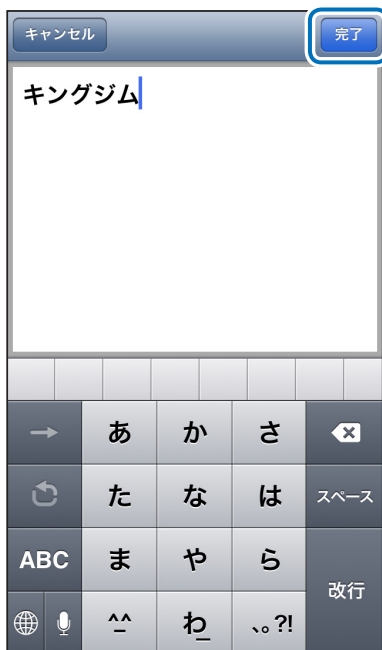 キャンセル 完了
キングジム
→ あ か さ
た な は スペース
ABC ま や ら 改行
^_^ わ_ 、。?!